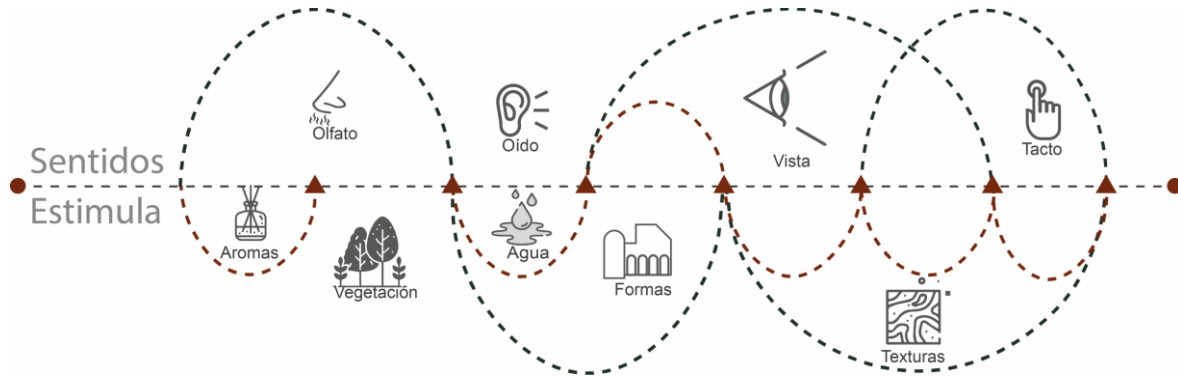 Sentidos
Estimula
Olfato
Oído
Vista
Tacto
Aromas
Vegetación
Agua
Formas
Texturas